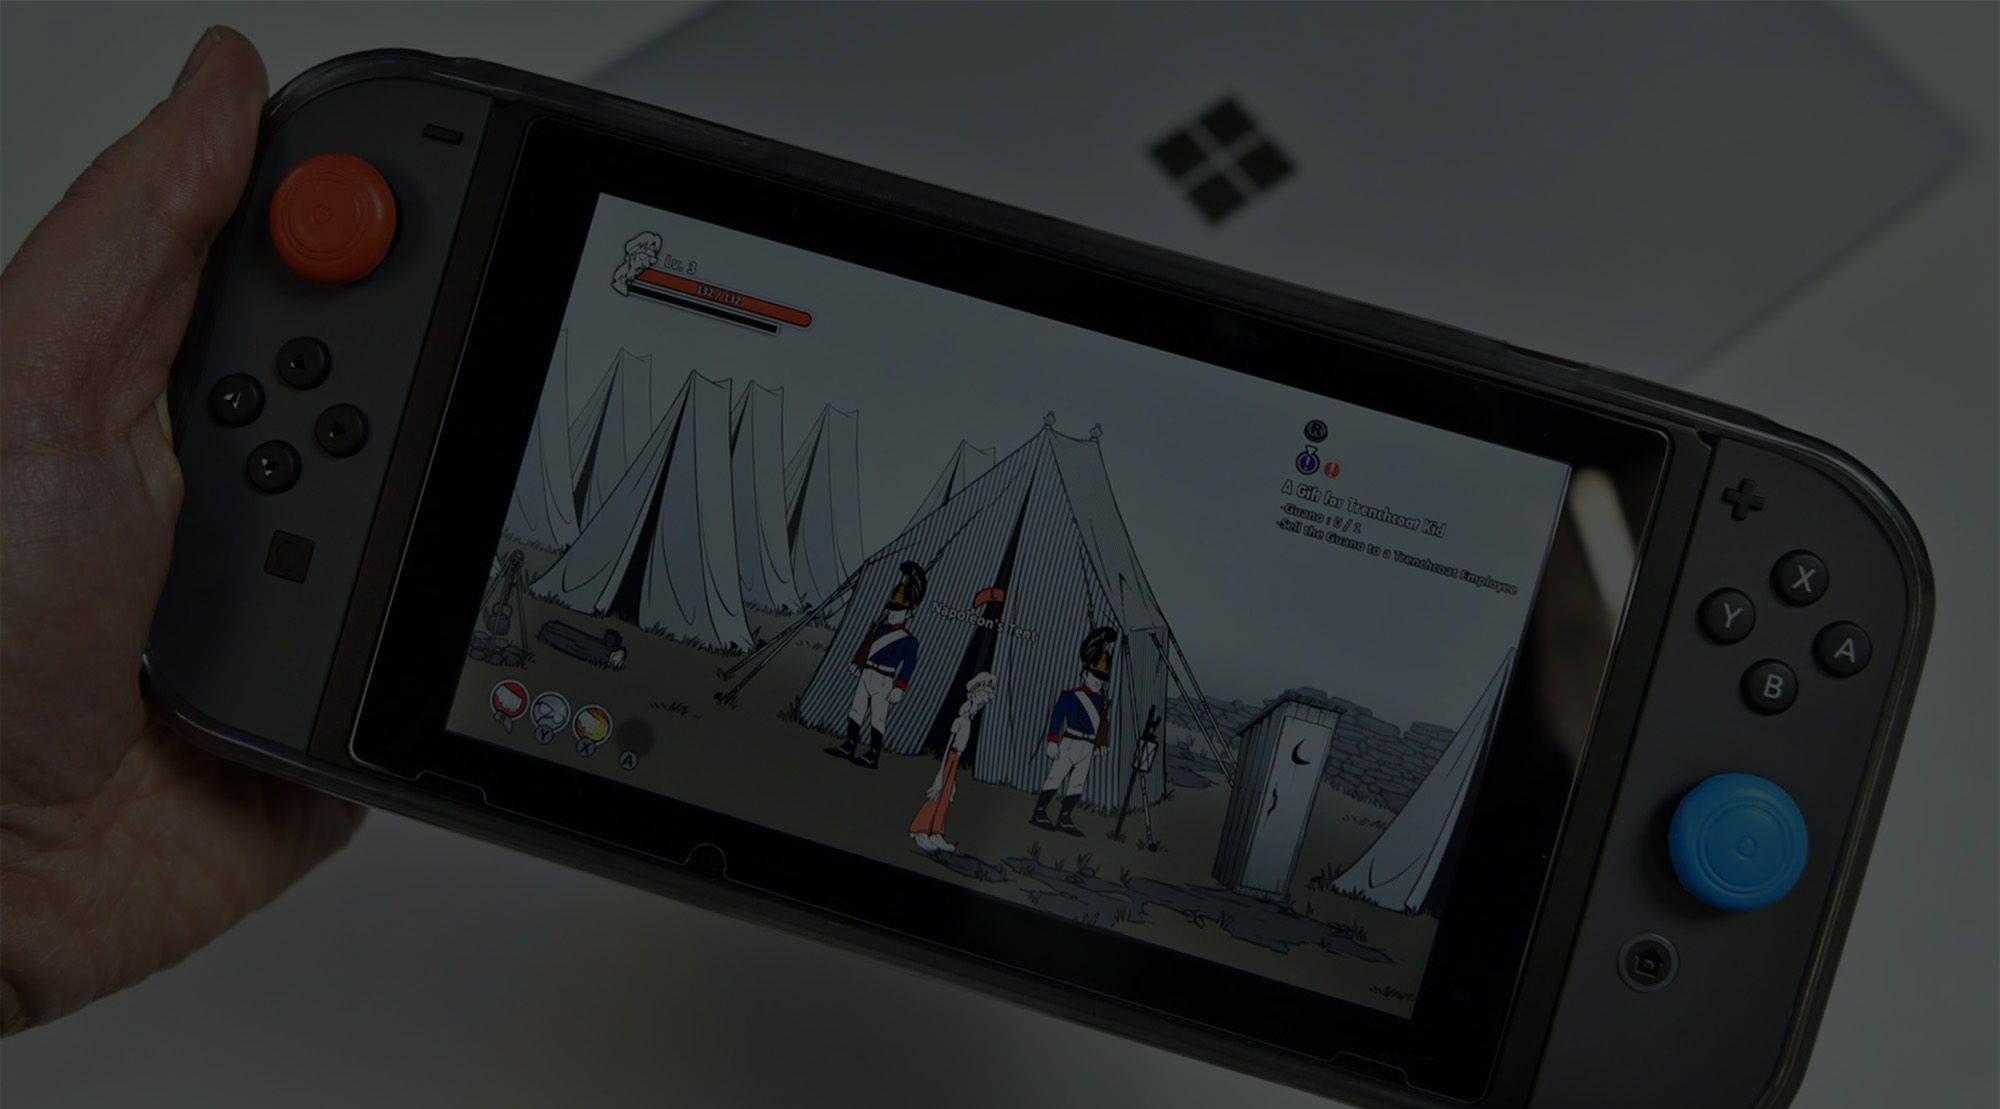 Lv. 3
132 / 132
R
A Gift for Trenchcoat Kid
-Guano : 0 / 1
-Sell the Guano to a Trenchcoat Employee
L
Napoleon's Tent
Y
X
A
X
Y
A
B